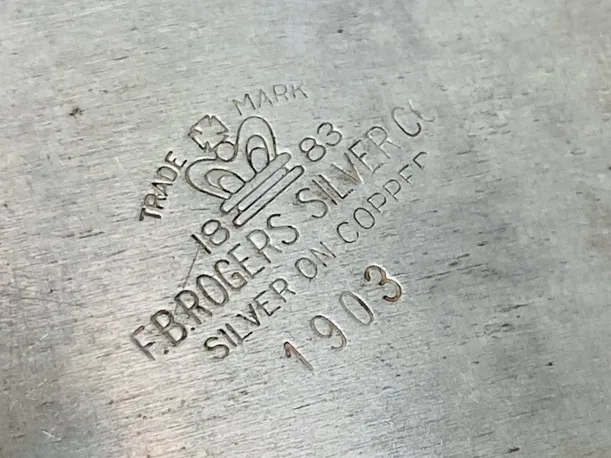 TRADE MARK
18 83
F.B.ROGERS SILVER CO
SILVER ON COPPER
1903